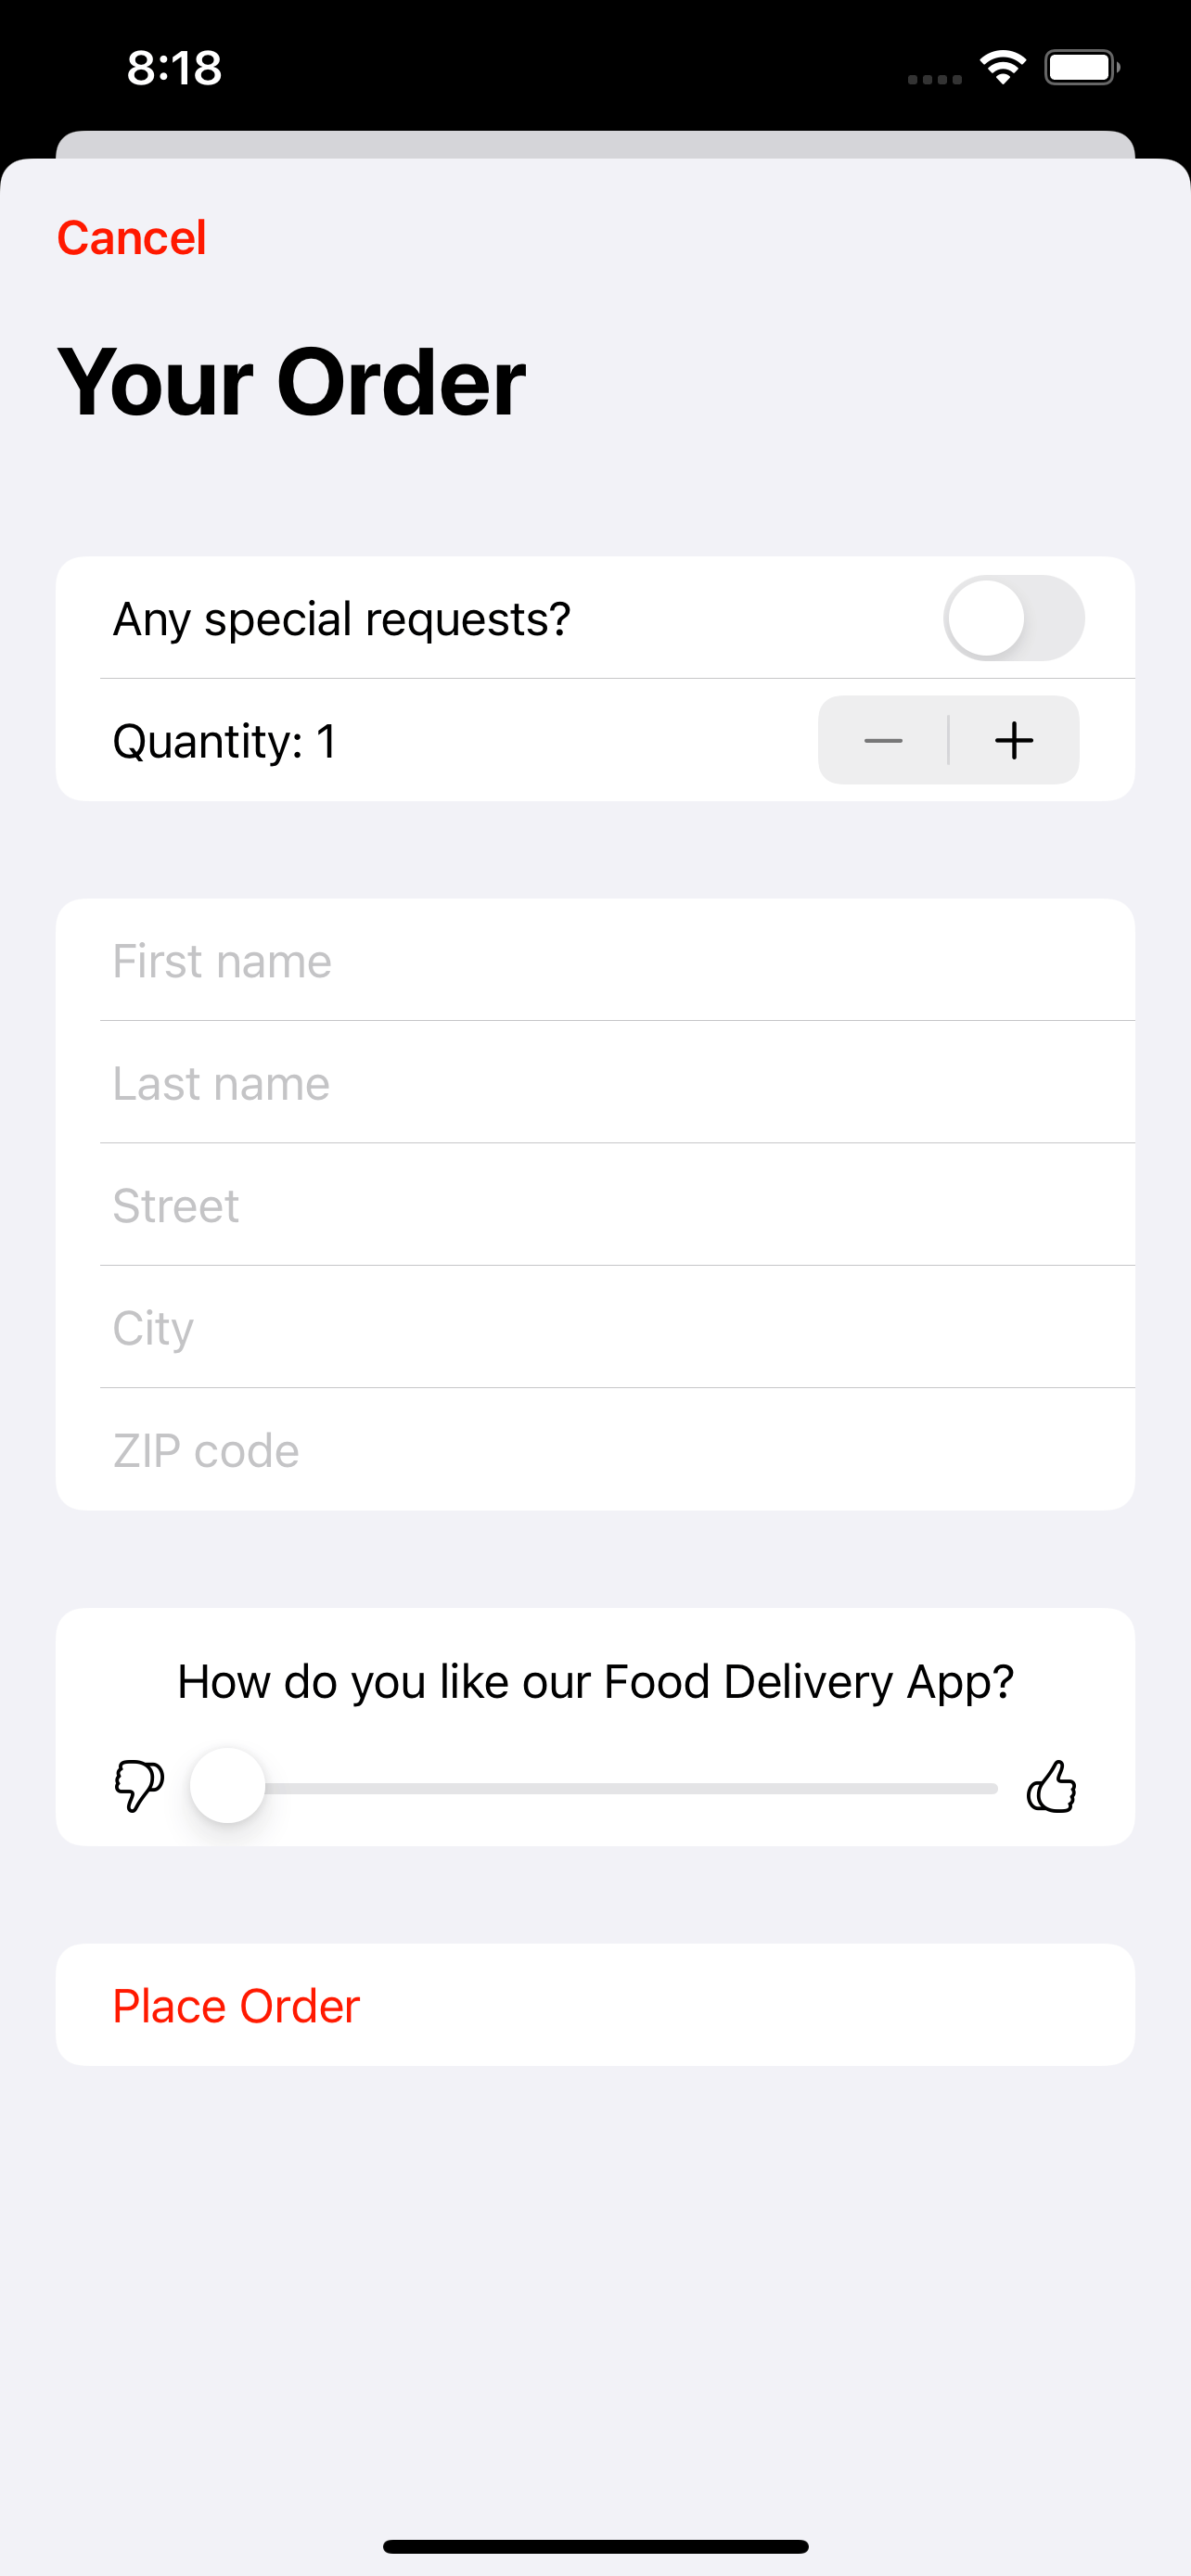 8:18
Cancel
Your Order
Any special requests?
Quantity: 1
First name
Last name
Street
City
ZIP code
How do you like our Food Delivery App?
Place Order